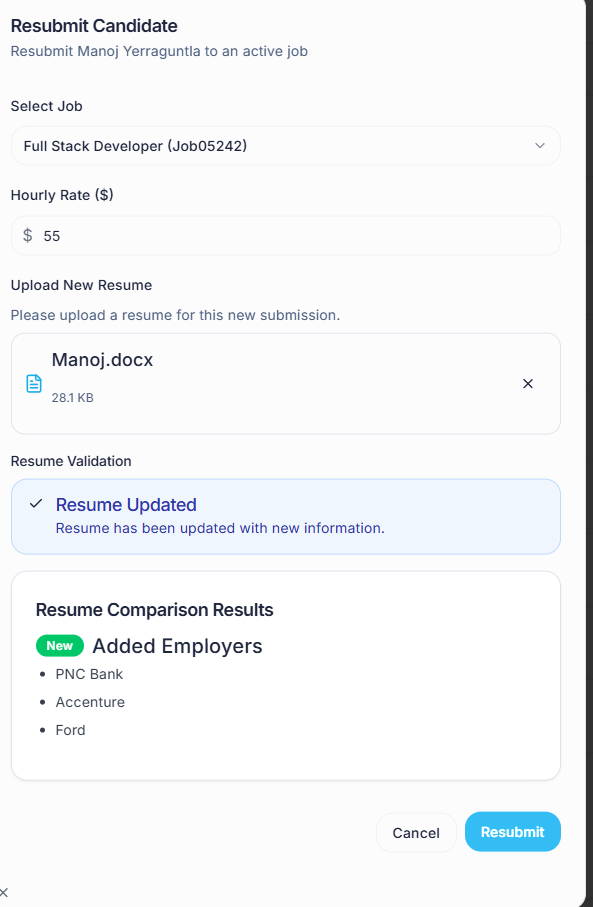 Resubmit Candidate
Resubmit Manoj Yerraguntla to an active job
Select Job
Full Stack Developer (Job05242)
Hourly Rate ($)
$ 55
Upload New Resume
Please upload a resume for this new submission.
Manoj.docx
28.1 KB
Resume Validation
Resume Updated
Resume has been updated with new information.
Resume Comparison Results
New Added Employers
• PNC Bank
• Accenture
• Ford
Cancel Resubmit